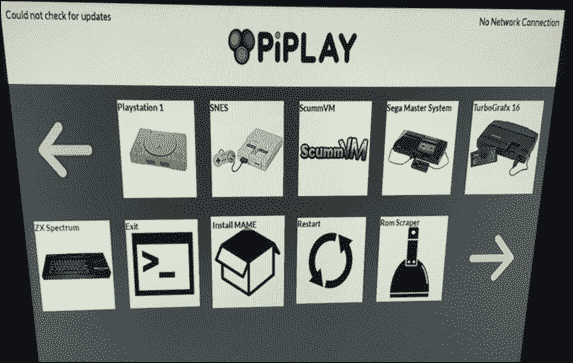 Could not check for updates
No Network Connection
PiPLAY
Playstation 1
SNES
ScummVM
Sega Master System
TurboGrafx 16
ScummVM
ZX Spectrum
Exit
Install MAME
Restart
Rom Scraper
>_